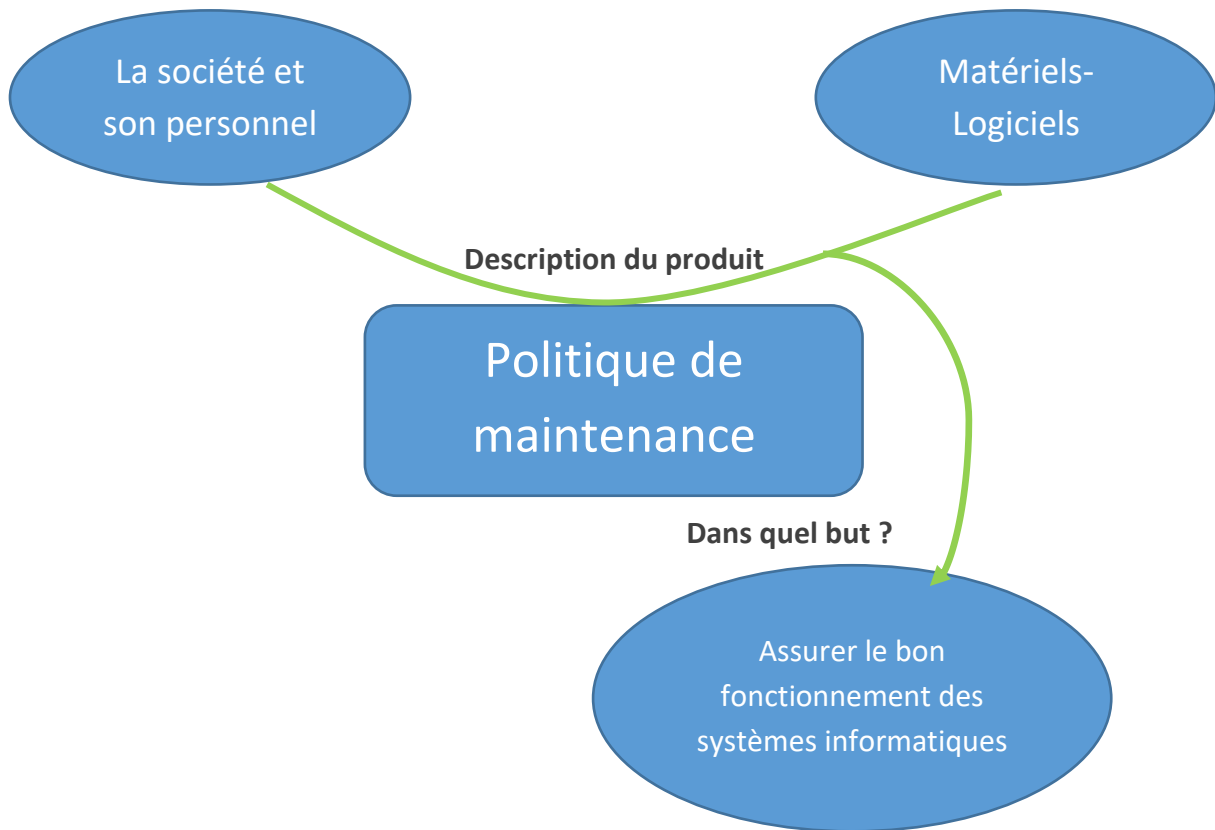 La société et
son personnel
Matériels-
Logiciels
Description du produit
Politique de
maintenance
Dans quel but ?
Assurer le bon
fonctionnement des
systèmes informatiques